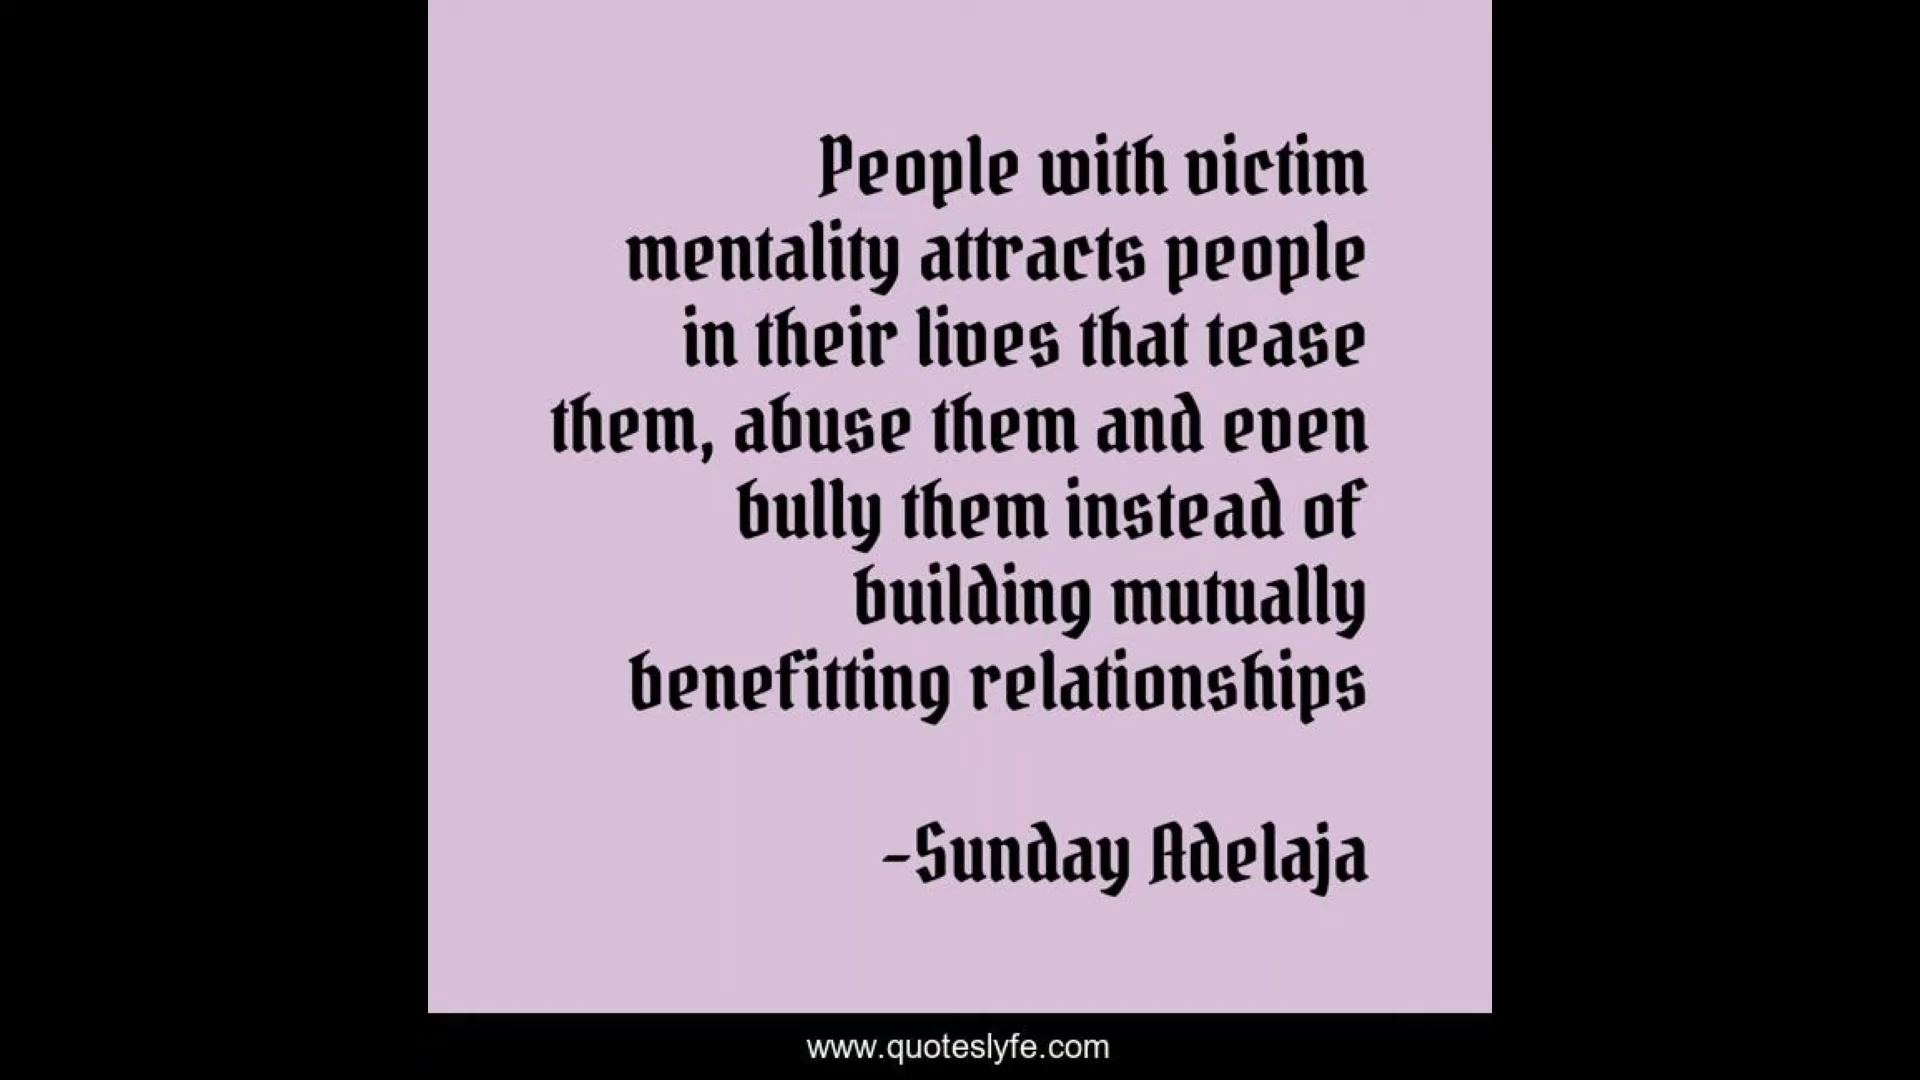 People with victim
mentality attracts people
in their lives that tease
them, abuse them and even
bully them instead of
building mutually
benefitting relationships
-Sunday Adelaja
www.quoteslyfe.com